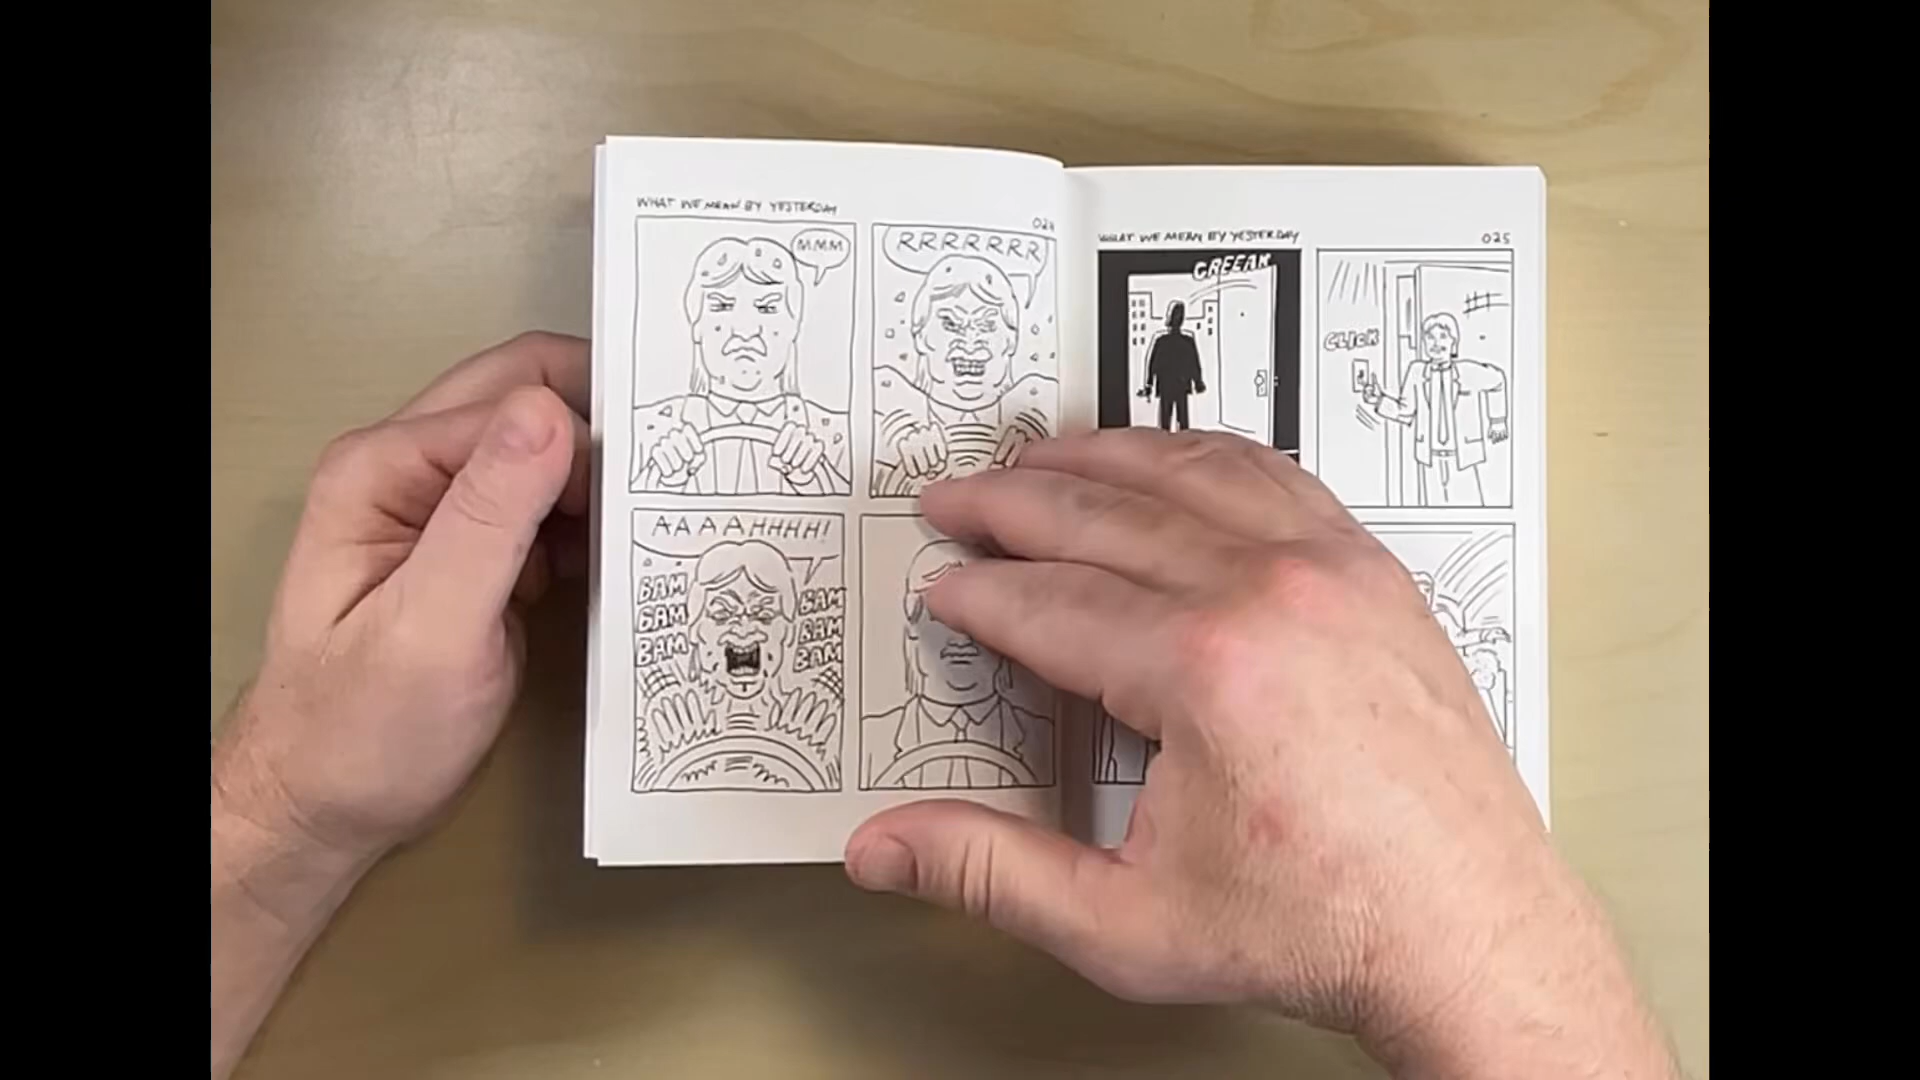 WHAT WE MEAN BY YESTERDAY
024
MMM
RRRRRRR
AAAAHHHH!
BAM
BAM
BAM
BAM
BAM
BAM
WHAT WE MEAN BY YESTERDAY
025
CREEAK
CLICK